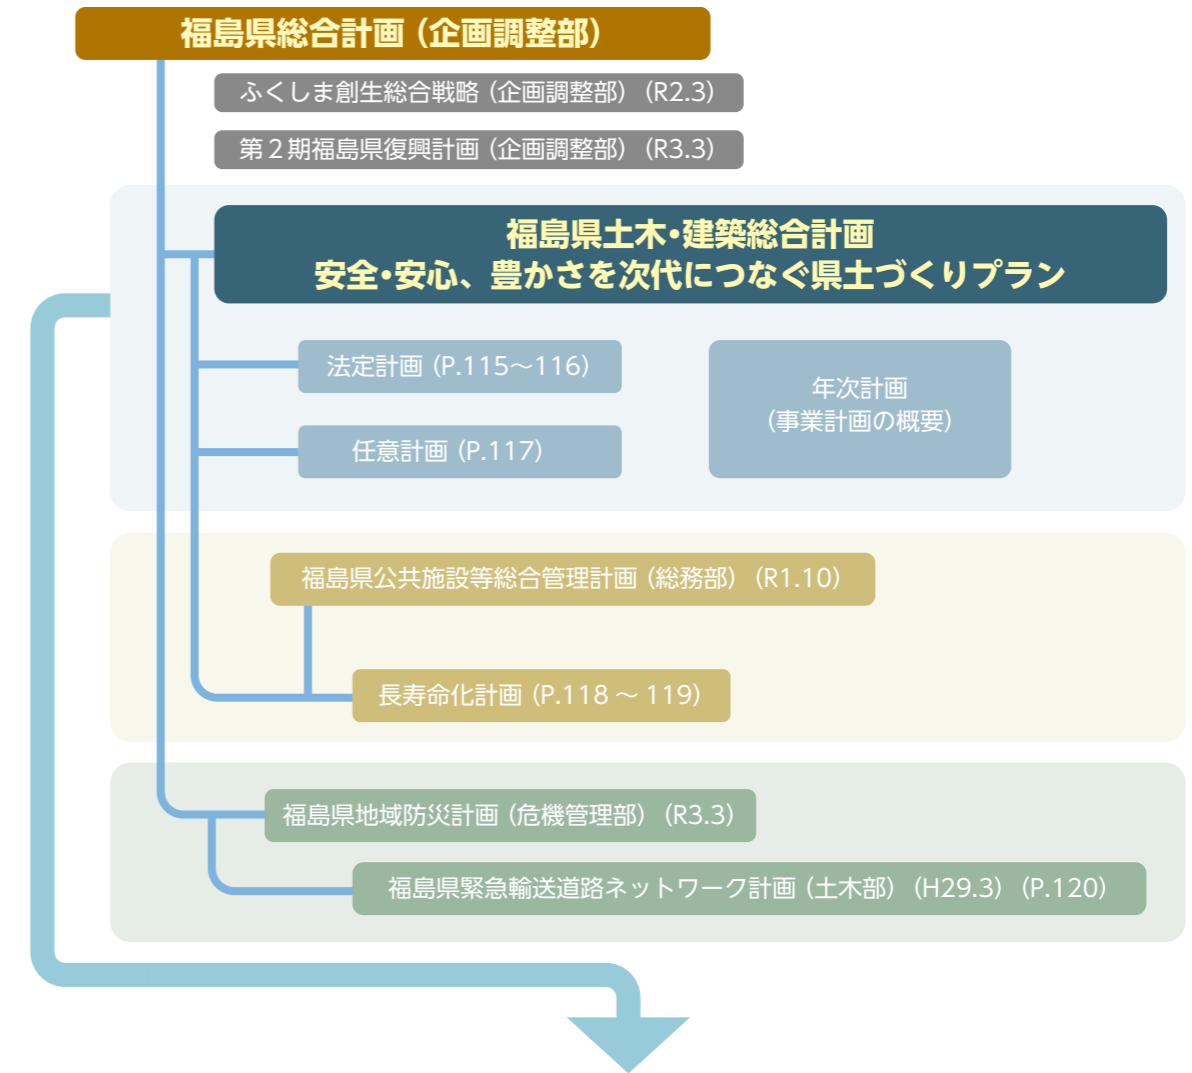 福島県総合計画（企画調整部）
ふくしま創生総合戦略（企画調整部）（R2.3）
第２期福島県復興計画（企画調整部）（R3.3）
福島県土木・建築総合計画
安全・安心、豊かさを次代につなぐ県土づくりプラン
法定計画（P.115～116）
年次計画
（事業計画の概要）
任意計画（P.117）
福島県公共施設等総合管理計画（総務部）（R1.10）
長寿命化計画（P.118 ～ 119）
福島県地域防災計画（危機管理部）（R3.3）
福島県緊急輸送道路ネットワーク計画（土木部）（H29.3）（P.120）